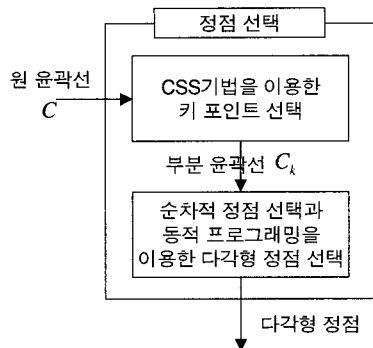 정점 선택
원 윤곽선
C
CSS기법을 이용한
키 포인트 선택
부분 윤곽선 C_k
순차적 정점 선택과
동적 프로그래밍을
이용한 다각형 정점 선택
다각형 정점